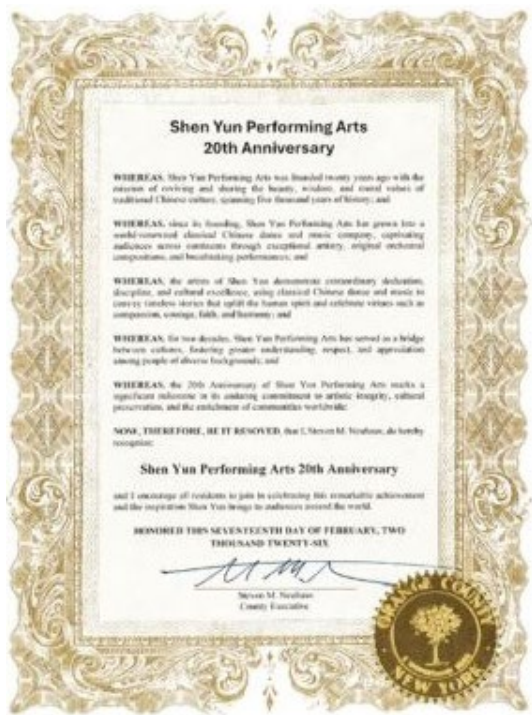 Shen Yun Performing Arts
20th Anniversary
WHEREAS, Shen Yun Performing Arts was founded twenty years ago with the
mission of reviving and sharing the beauty, wisdom, and moral values of
traditional Chinese culture, spanning five thousand years of history; and
WHEREAS, since its founding, Shen Yun Performing Arts has grown into a
world-renowned classical Chinese dance and music company, captivating
audiences across continents through exceptional artistry, original orchestral
compositions, and breathtaking performances; and
WHEREAS, the artists of Shen Yun demonstrate extraordinary dedication,
discipline, and cultural excellence, using classical Chinese dance and music to
convey timeless stories that uplift the human spirit and celebrate virtues such as
compassion, courage, faith, and harmony; and
WHEREAS, for two decades, Shen Yun Performing Arts has served as a bridge
between cultures, fostering greater understanding, respect, and appreciation
among people of diverse backgrounds; and
WHEREAS, the 20th Anniversary of Shen Yun Performing Arts marks a
significant milestone in its enduring commitment to artistic integrity, cultural
preservation, and the enrichment of communities worldwide:
NOW, THEREFORE, BE IT RESOVED, that I, Steven M. Neuhaus, do hereby
recognize:
Shen Yun Performing Arts 20th Anniversary
and I encourage all residents to join in celebrating this remarkable achievement
and the inspiration Shen Yun brings to audiences around the world.
HONORED THIS SEVENTEENTH DAY OF FEBRUARY, TWO
THOUSAND TWENTY-SIX
Steven M. Neuhaus
County Executive
ORANGE COUNTY
NEW YORK